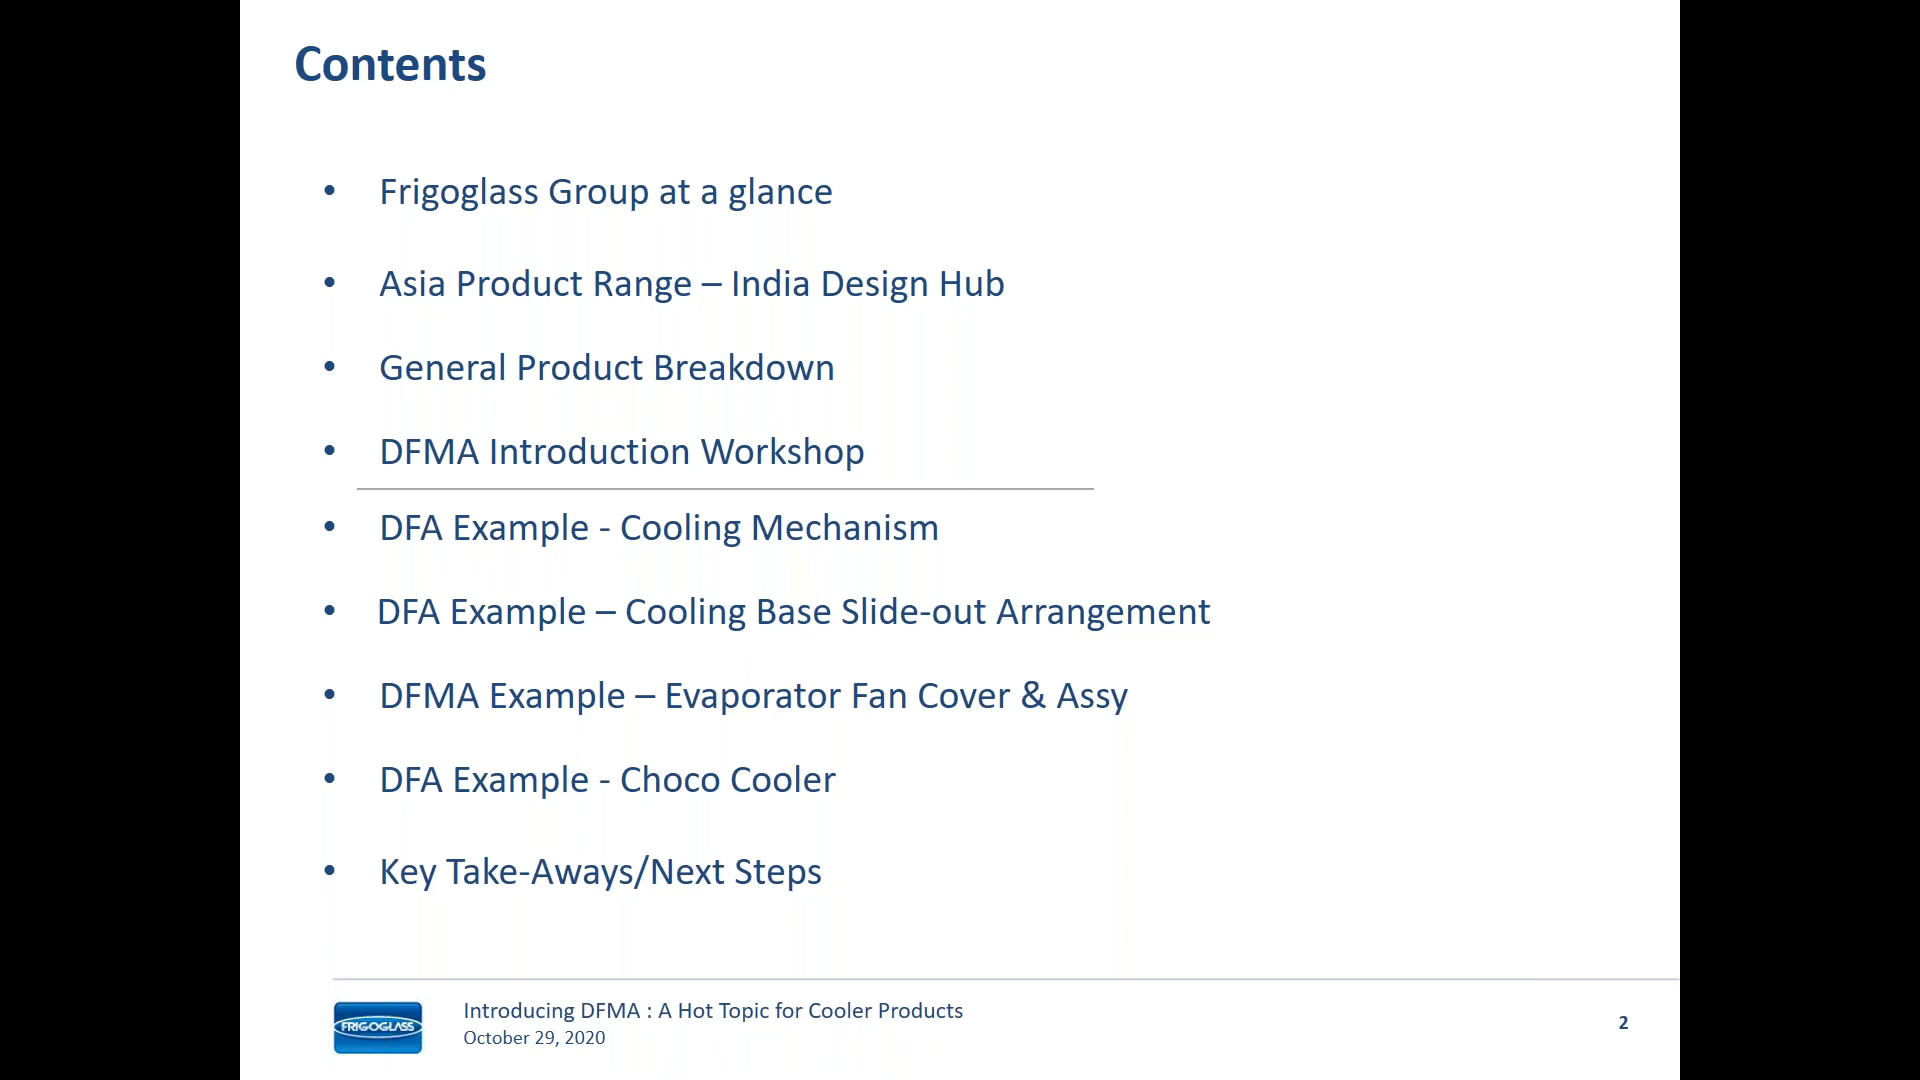 Contents
• Frigoglass Group at a glance
• Asia Product Range – India Design Hub
• General Product Breakdown
• DFMA Introduction Workshop
• DFA Example - Cooling Mechanism
• DFA Example – Cooling Base Slide-out Arrangement
• DFMA Example – Evaporator Fan Cover & Assy
• DFA Example - Choco Cooler
• Key Take-Aways/Next Steps
FRIGOGLASS
Introducing DFMA : A Hot Topic for Cooler Products
October 29, 2020
2